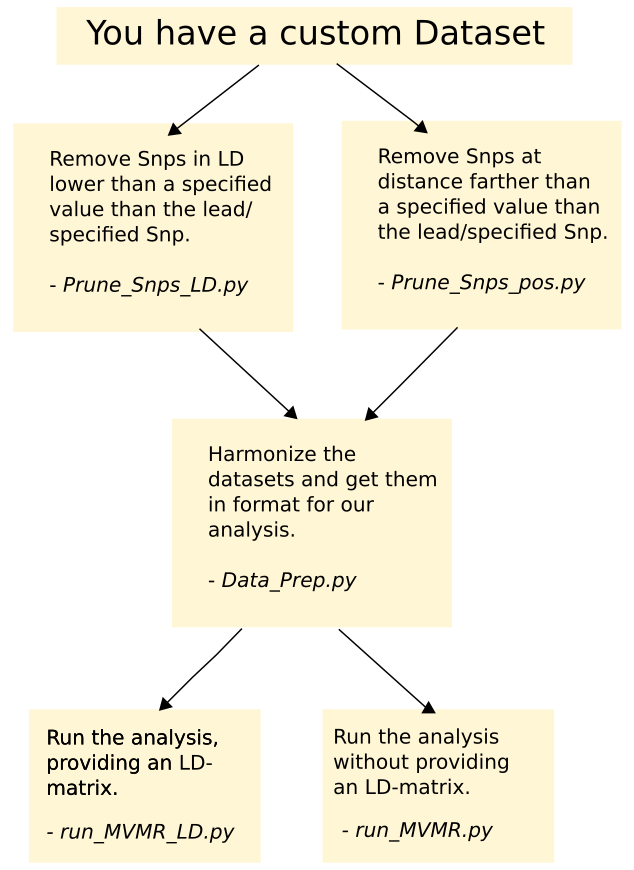 You have a custom Dataset
Remove Snps in LD
lower than a specified
value than the lead/
specified Snp.
- Prune_Snps_LD.py
Remove Snps at
distance farther than
a specified value than
the lead/specified Snp.
- Prune_Snps_pos.py
Harmonize the
datasets and get them
in format for our
analysis.
- Data_Prep.py
Run the analysis,
providing an LD-
matrix.
- run_MVMR_LD.py
Run the analysis
without providing
an LD-matrix.
- run_MVMR.py